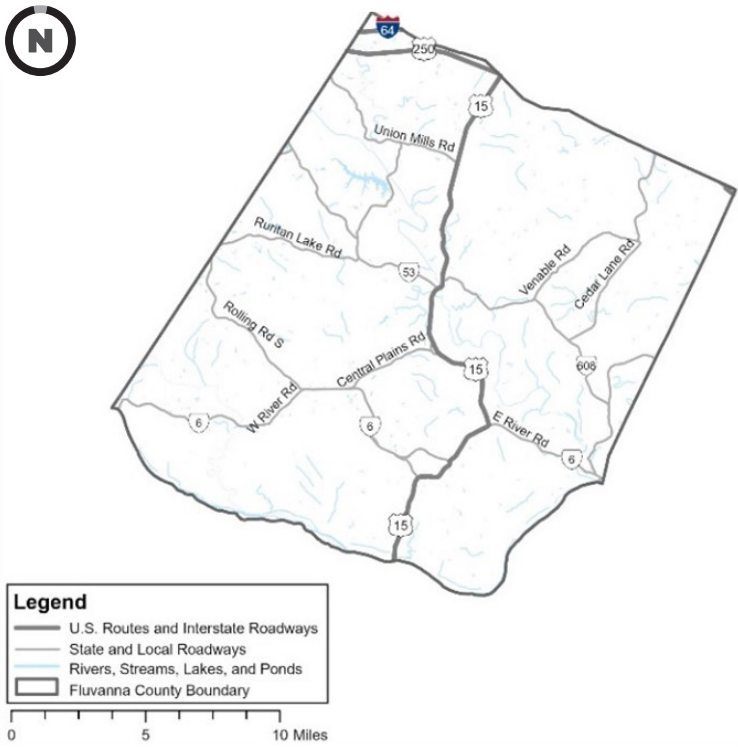 N
64
250
15
Union Mills Rd
Ruritan Lake Rd
53
Venable Rd
Cedar Lane Rd
Rolling Rd S
Central Plains Rd
15
608
W River Rd
6
6
E River Rd
6
15
Legend
U.S. Routes and Interstate Roadways
State and Local Roadways
Rivers, Streams, Lakes, and Ponds
Fluvanna County Boundary
0 5 10 Miles